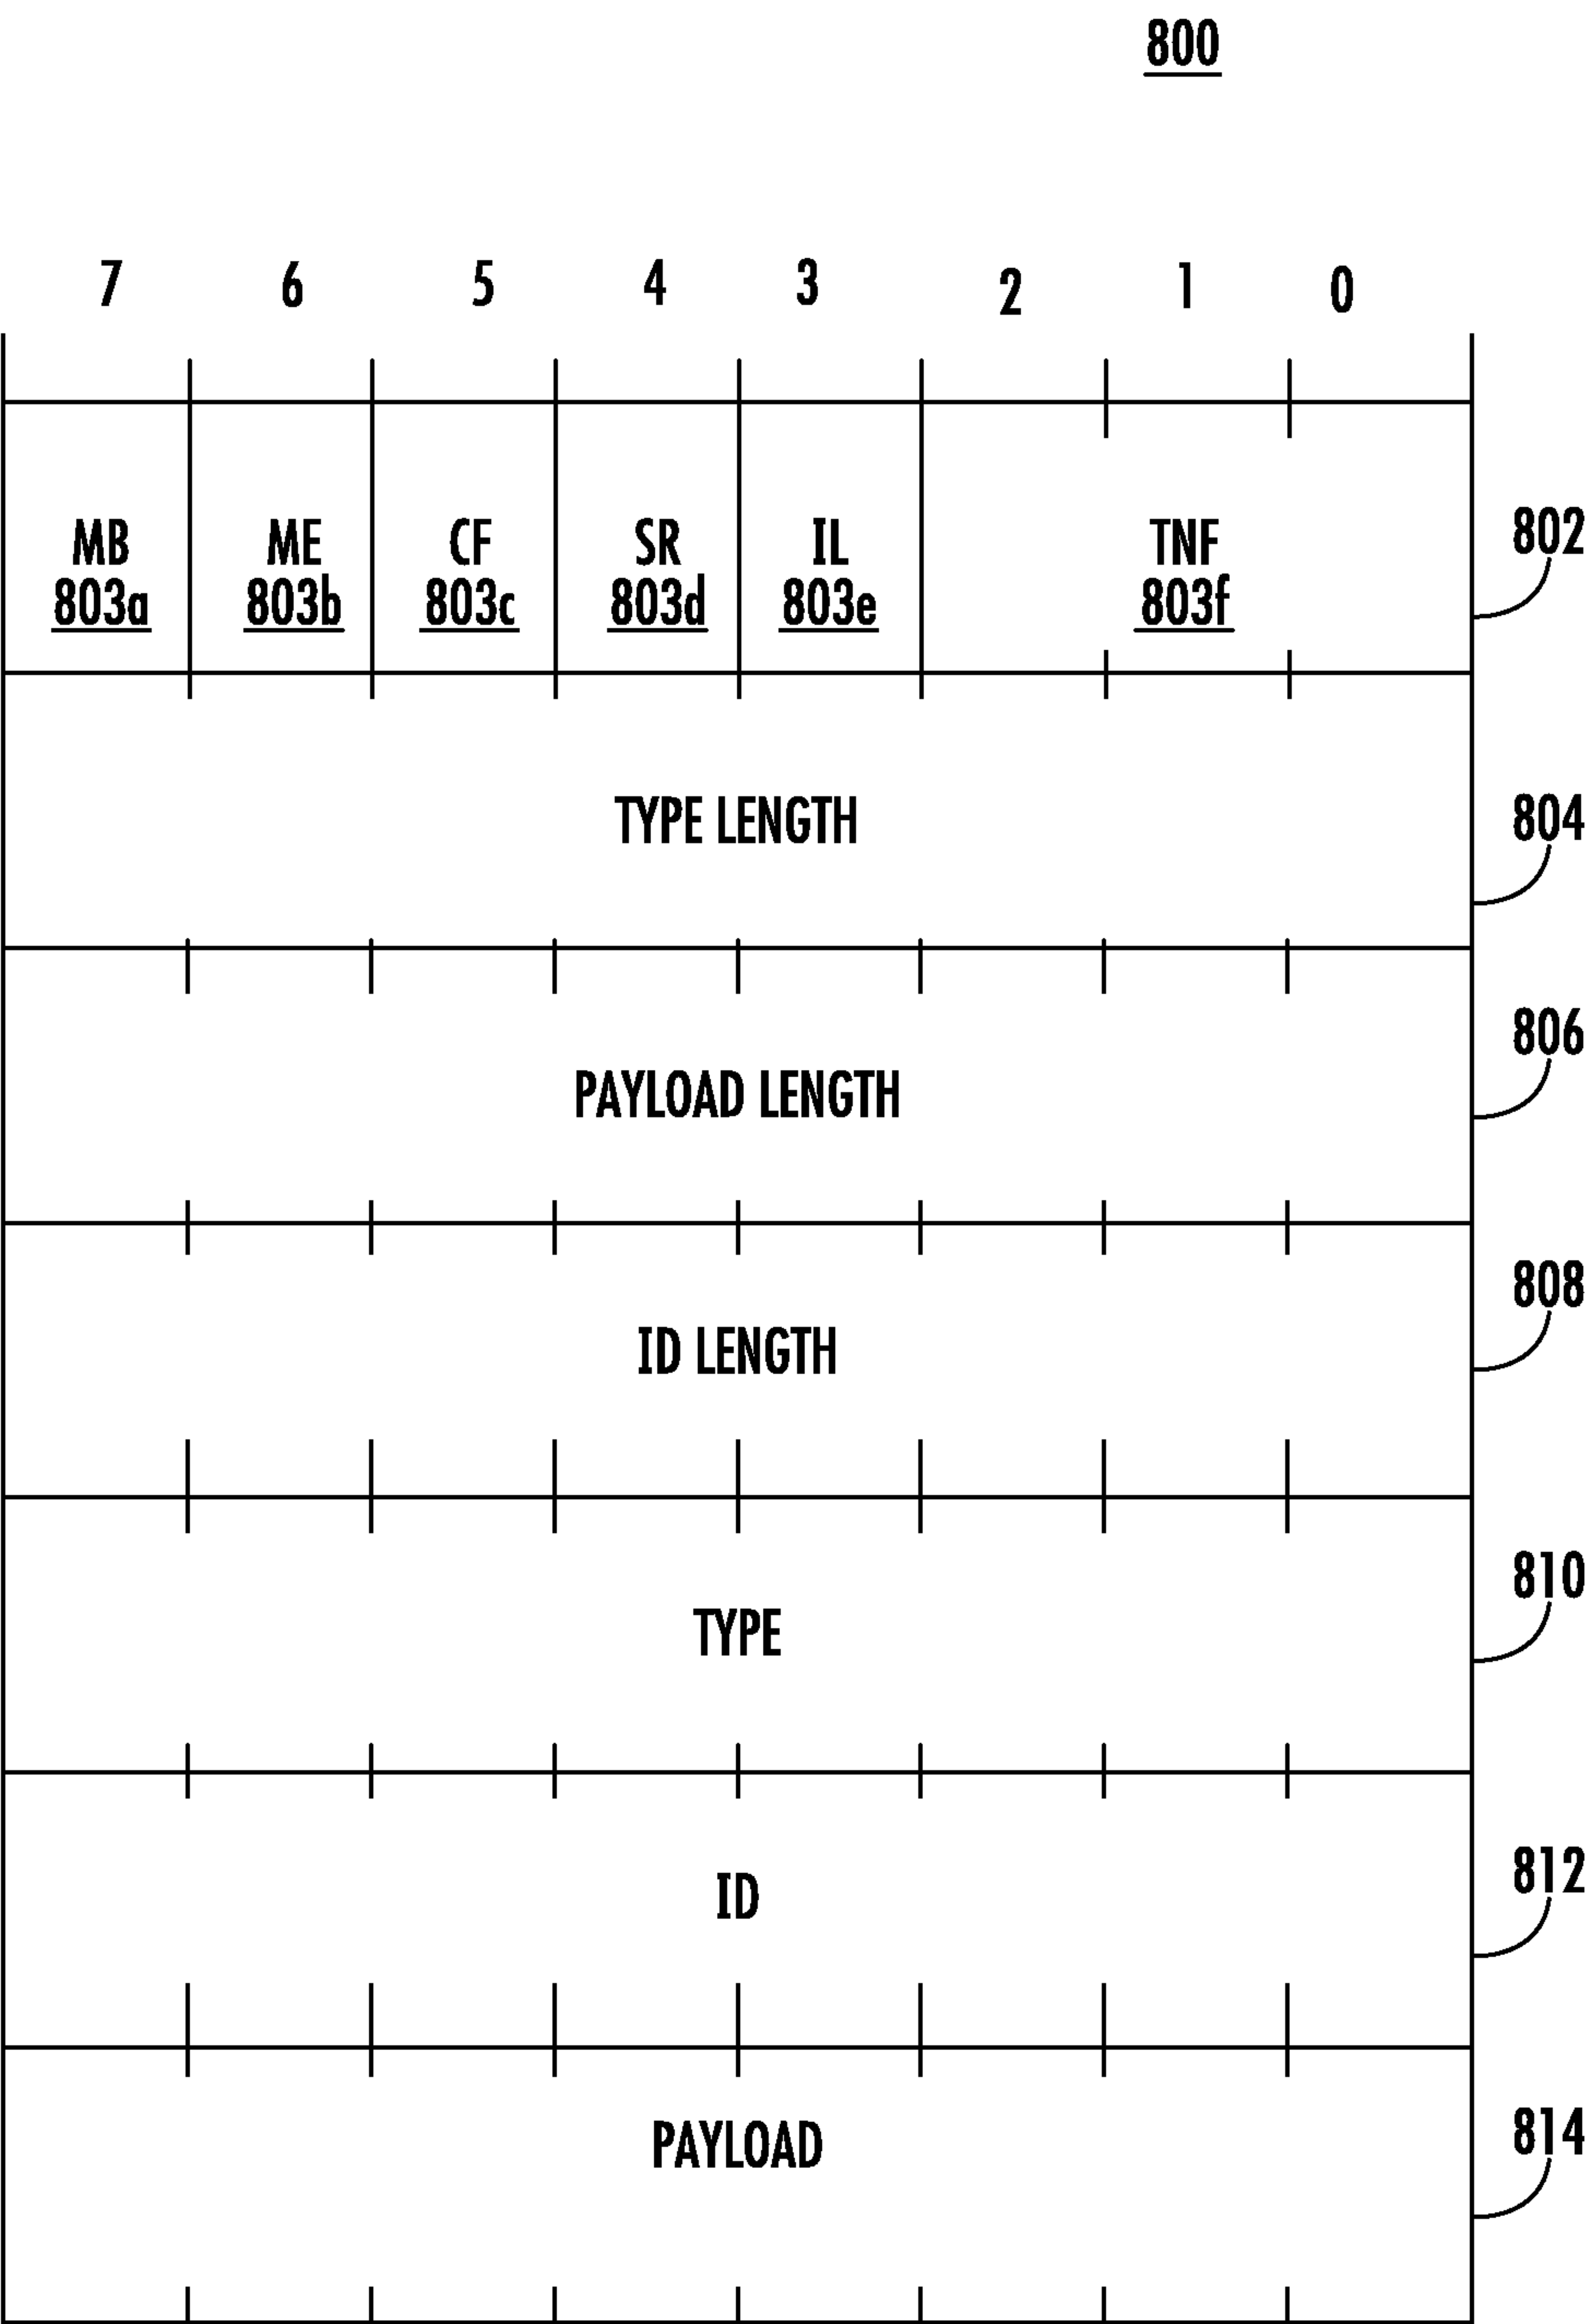 800
7 6 5 4 3 2 1 0
MB ME CF SR IL TNF 802
803a 803b 803c 803d 803e 803f
TYPE LENGTH 804
PAYLOAD LENGTH 806
ID LENGTH 808
TYPE 810
ID 812
PAYLOAD 814